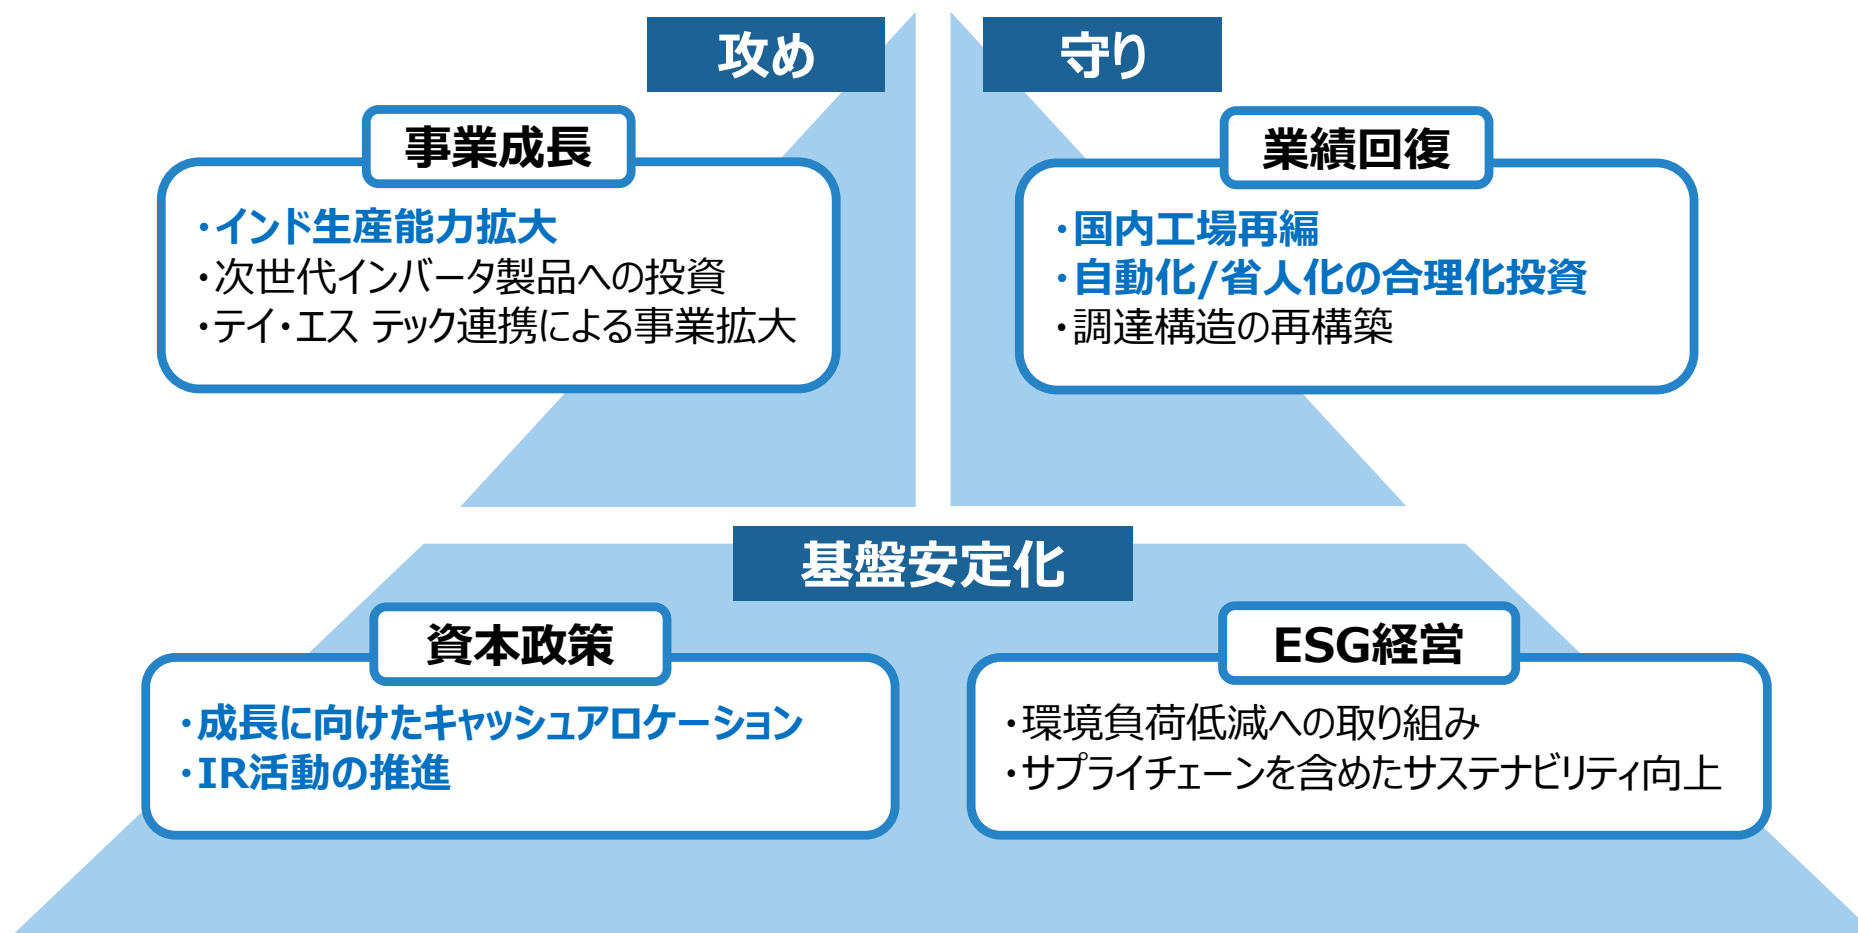 攻め
守り
事業成長
・インド生産能力拡大
・次世代インバータ製品への投資
・テイ・エス テック連携による事業拡大
業績回復
・国内工場再編
・自動化/省人化の合理化投資
・調達構造の再構築
基盤安定化
資本政策
・成長に向けたキャッシュアロケーション
・IR活動の推進
ESG経営
・環境負荷低減への取り組み
・サプライチェーンを含めたサステナビリティ向上